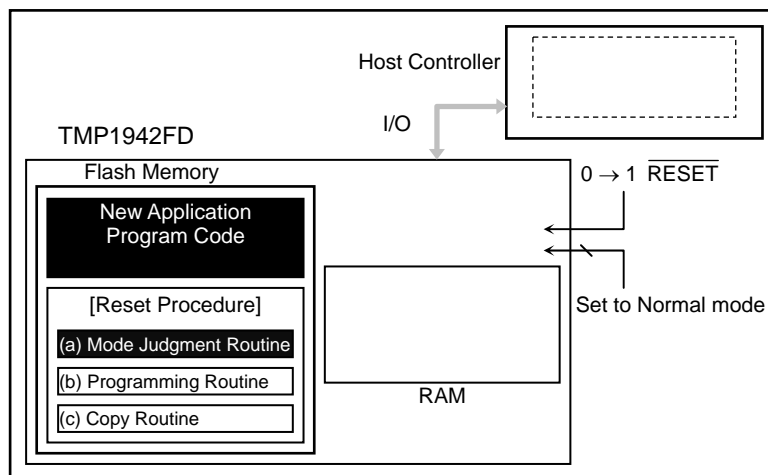 Host Controller
I/O
TMP1942FD
Flash Memory
0 → 1 RESET
New Application
Program Code
[Reset Procedure]
Set to Normal mode
(a) Mode Judgment Routine
(b) Programming Routine
(c) Copy Routine
RAM